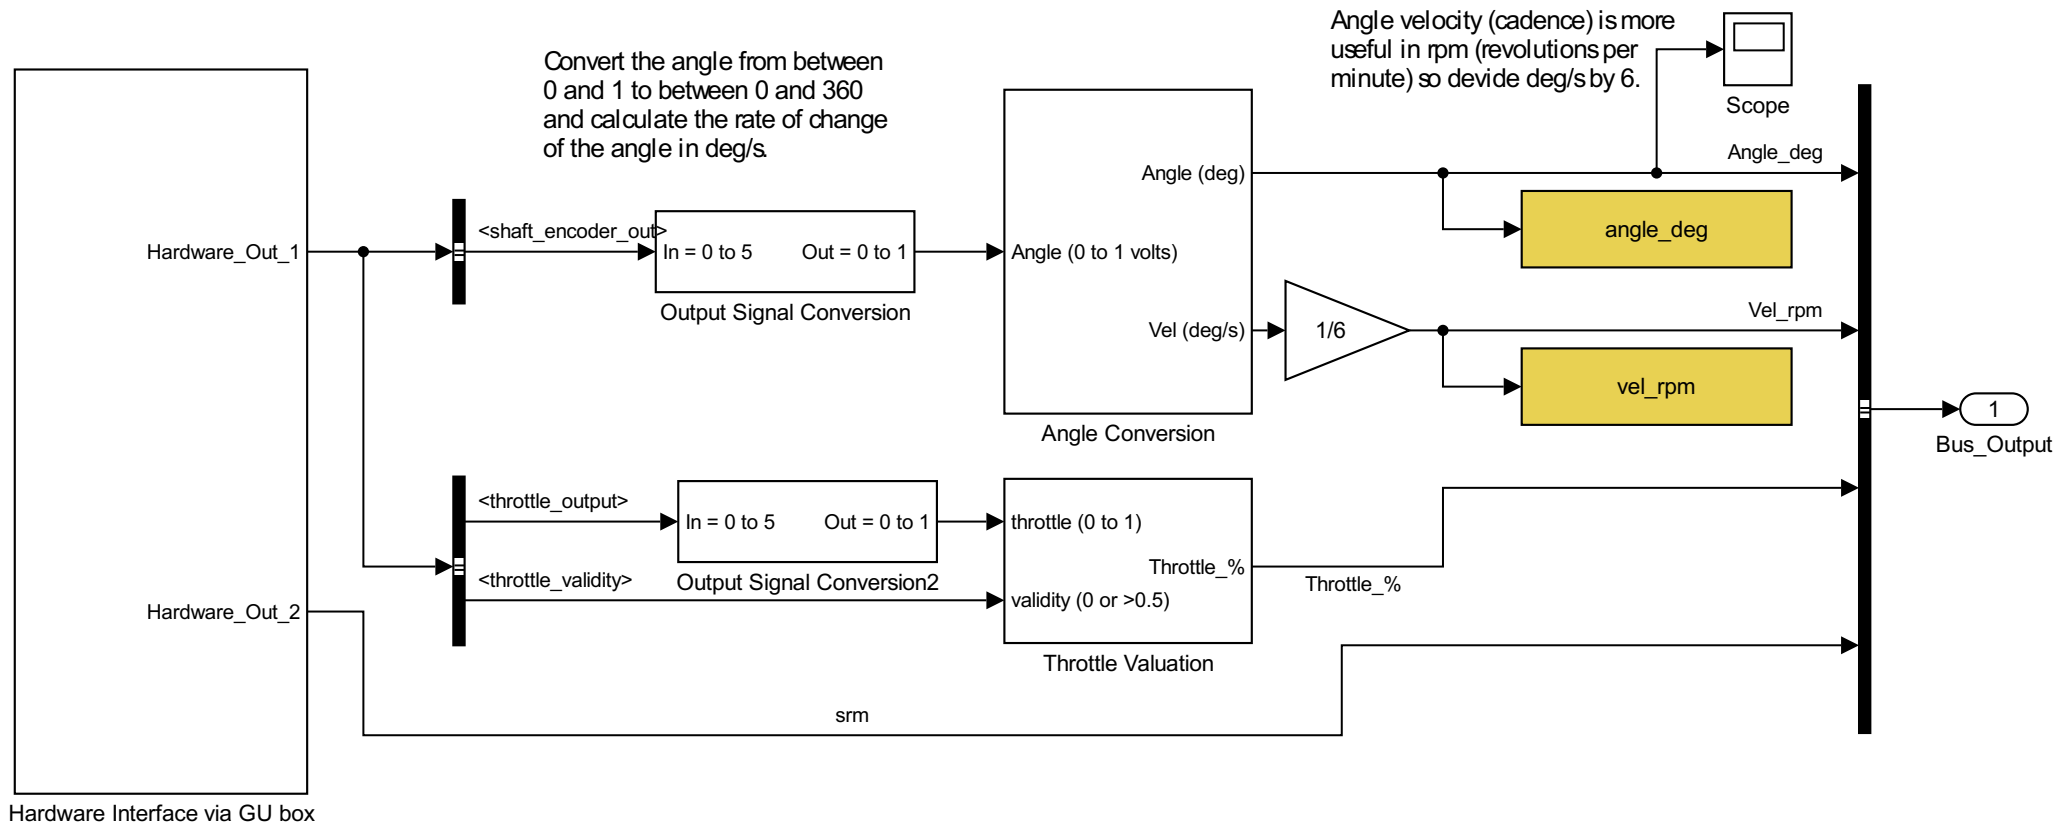 Angle velocity (cadence) is more
useful in rpm (revolutions per
minute) so devide deg/s by 6.
Scope
Convert the angle from between
0 and 1 to between 0 and 360
and calculate the rate of change
of the angle in deg/s.
Hardware_Out_1
<shaft_encoder_out>
In = 0 to 5
Out = 0 to 1
Output Signal Conversion
Angle (0 to 1 volts)
Angle (deg)
Vel (deg/s)
Angle Conversion
Angle_deg
angle_deg
1/6
Vel_rpm
vel_rpm
1
Bus_Output
<throttle_output>
In = 0 to 5
Out = 0 to 1
Output Signal Conversion2
<throttle_validity>
throttle (0 to 1)
Throttle_%
validity (0 or >0.5)
Throttle Valuation
Throttle_%
Hardware_Out_2
srm
Hardware Interface via GU box